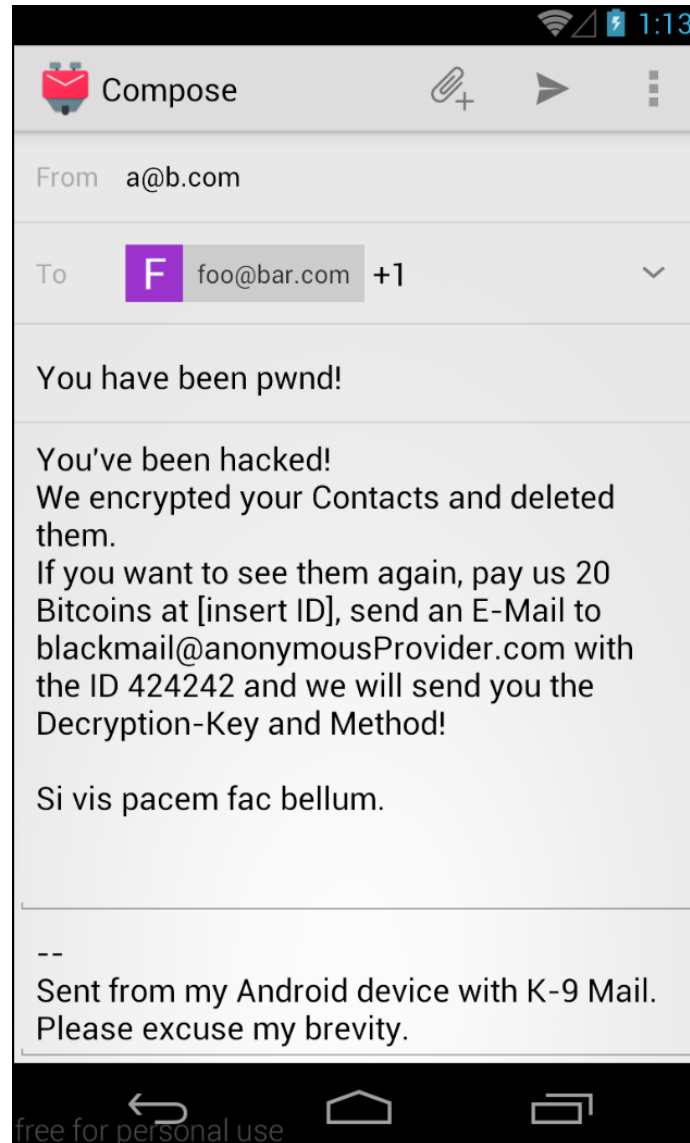 1:13
Compose
From a@b.com
To F foo@bar.com +1
You have been pwnd!
You've been hacked!
We encrypted your Contacts and deleted
them.
If you want to see them again, pay us 20
Bitcoins at [insert ID], send an E-Mail to
blackmail@anonymousProvider.com with
the ID 424242 and we will send you the
Decryption-Key and Method!
Si vis pacem fac bellum.
--
Sent from my Android device with K-9 Mail.
Please excuse my brevity.
free for personal use